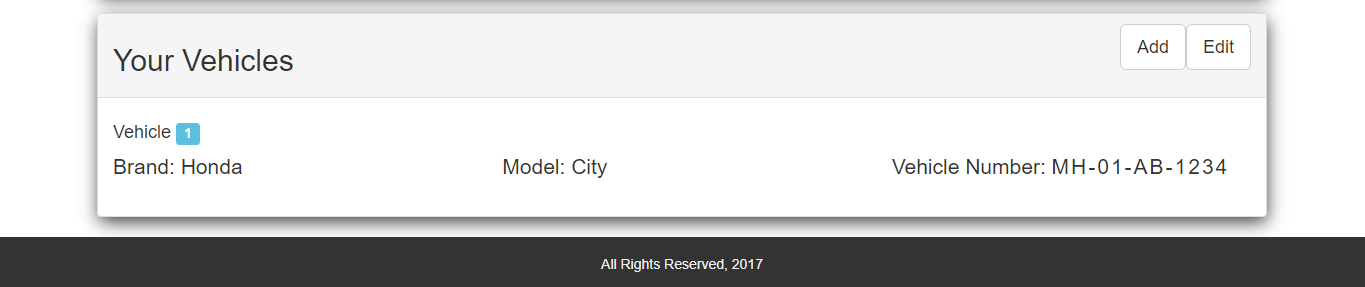 Your Vehicles
Add Edit
Vehicle 1
Brand: Honda Model: City Vehicle Number: MH-01-AB-1234
All Rights Reserved, 2017